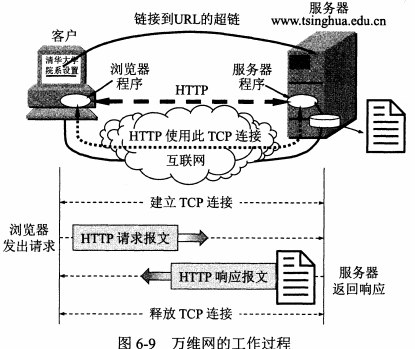 链接到URL的超链
服务器
www.tsinghua.edu.cn
客户
清华大学
院系设置
浏览器
程序
服务器
程序
HTTP
HTTP 使用此 TCP 连接
互联网
建立 TCP 连接
浏览器
发出请求
HTTP 请求报文
HTTP 响应报文
服务器
返回响应
释放 TCP 连接
图 6-9 万维网的工作过程